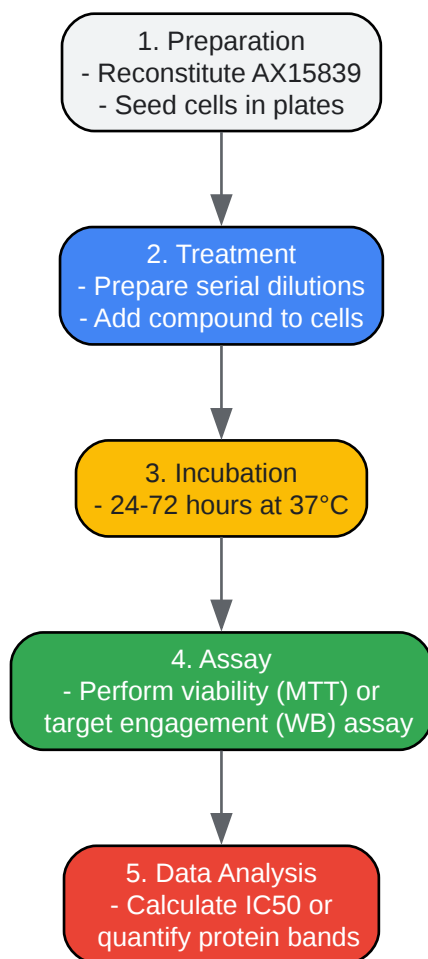 1. Preparation
- Reconstitute AX15839
- Seed cells in plates
2. Treatment
- Prepare serial dilutions
- Add compound to cells
3. Incubation
- 24-72 hours at 37°C
4. Assay
- Perform viability (MTT) or
target engagement (WB) assay
5. Data Analysis
- Calculate IC50 or
quantify protein bands